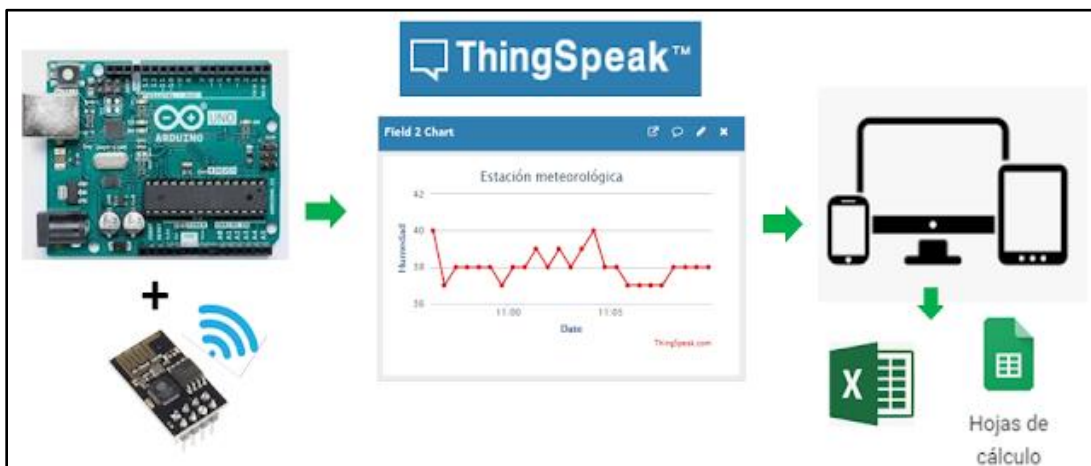 ThingSpeak™
UNO
ARDUINO
Field 2 Chart
Estación meteorológica
42
40
38
36
Humedad
11:00
11:05
Date
ThingSpeak.com
+
X
Hojas de
cálculo